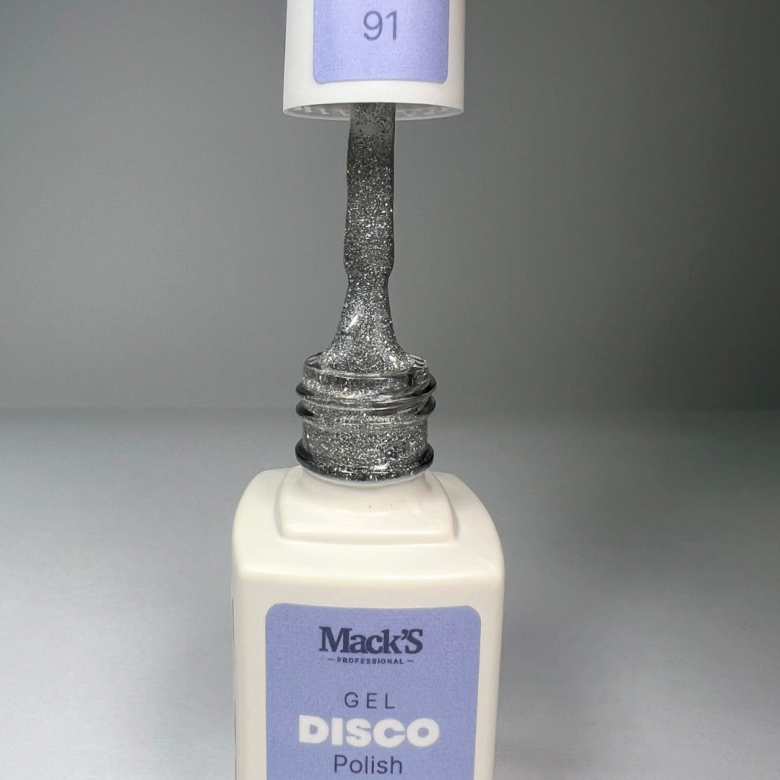 91
Mack'S
PROFESSIONAL
GEL
DISCO
Polish